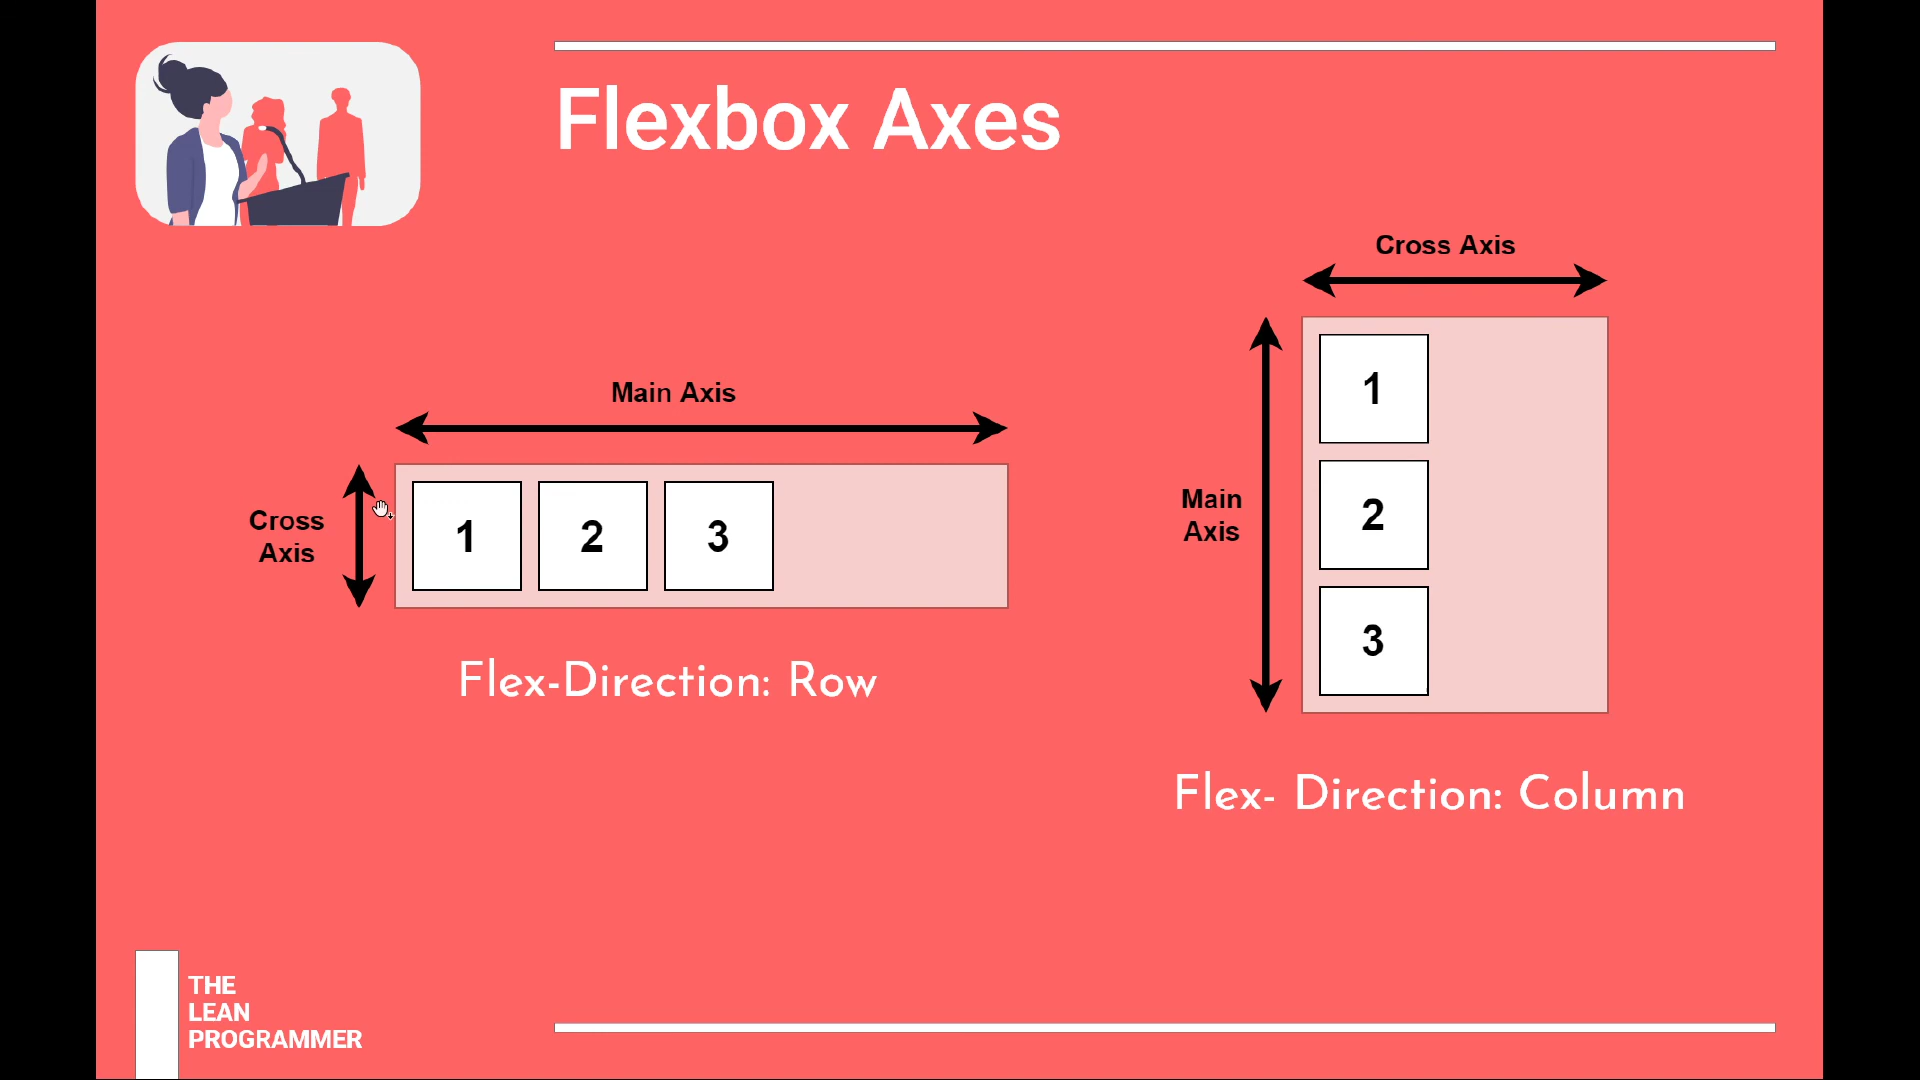 Flexbox Axes
Main Axis
Cross
Axis
1 2 3
Flex-Direction: Row
Cross Axis
Main
Axis
1
2
3
Flex- Direction: Column
THE
LEAN
PROGRAMMER